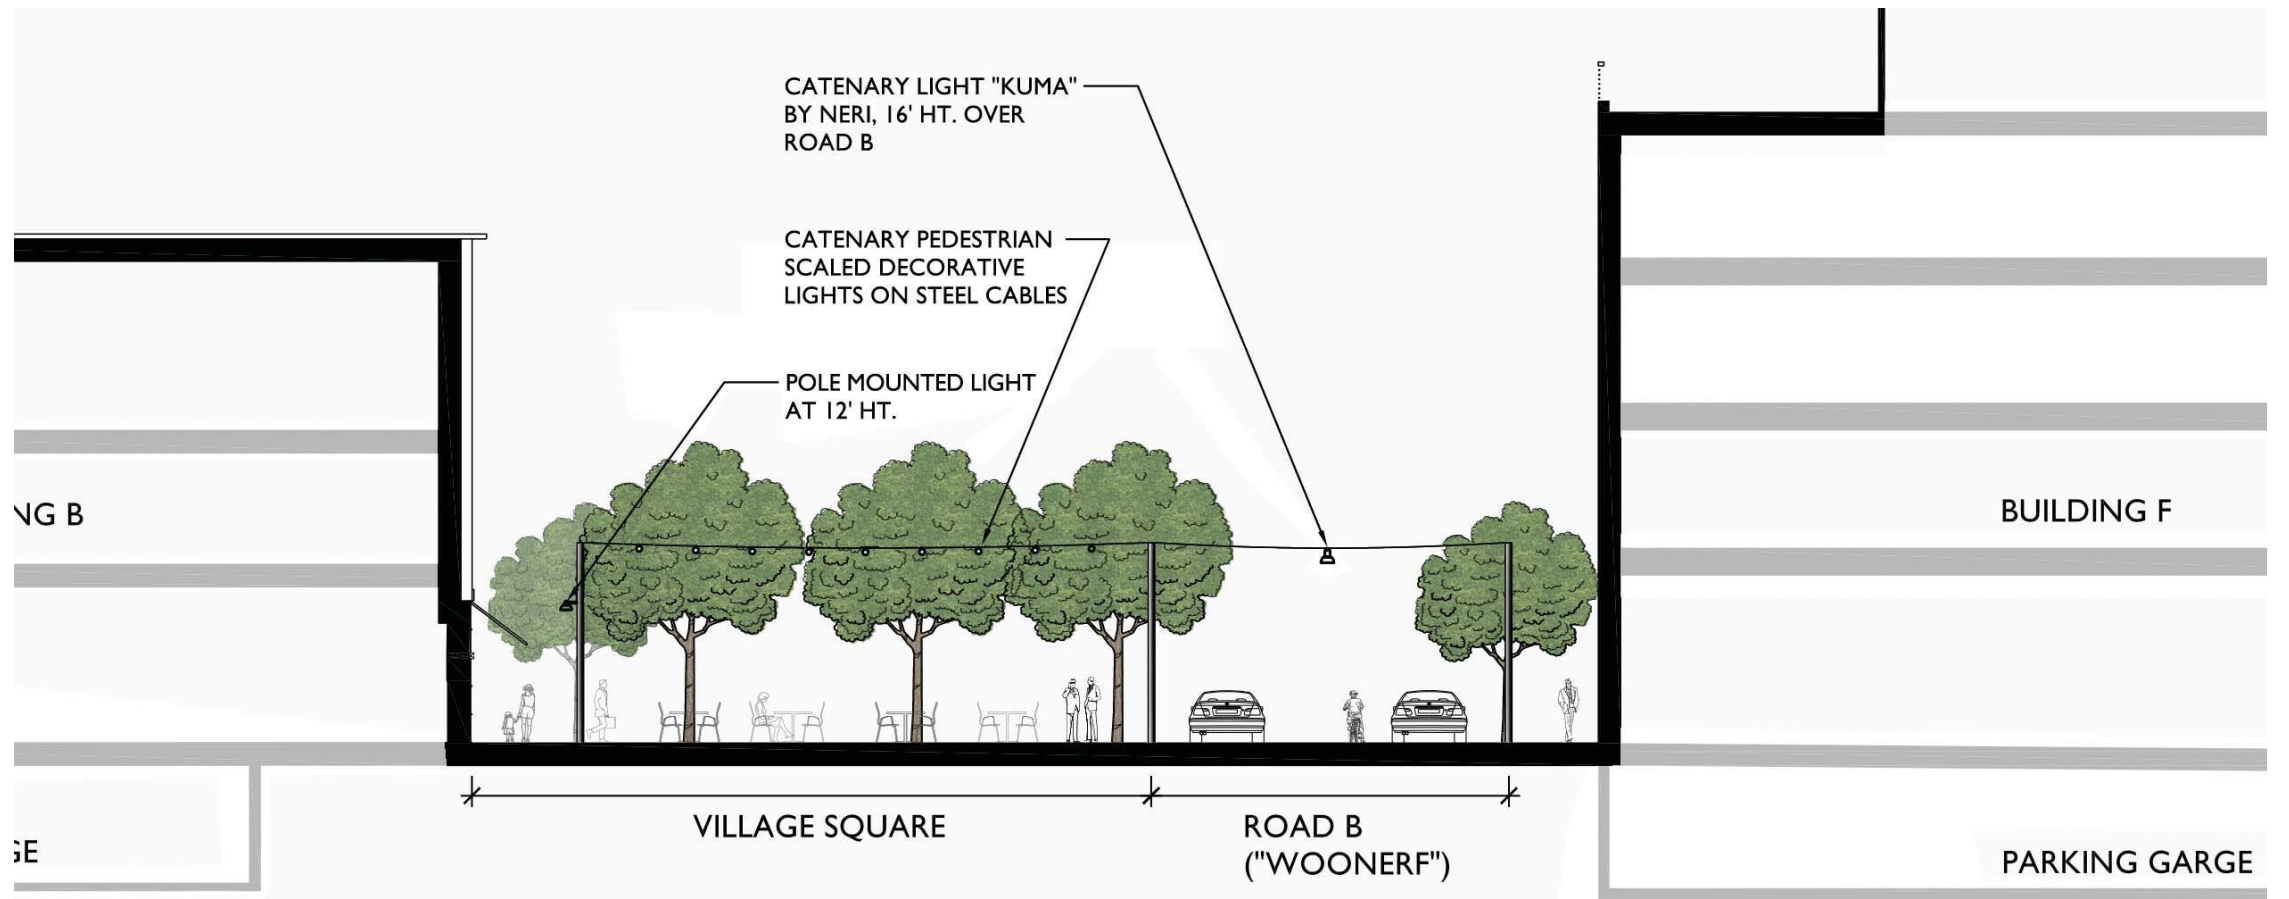 CATENARY LIGHT "KUMA"
BY NERI, 16' HT. OVER
ROAD B
CATENARY PEDESTRIAN
SCALED DECORATIVE
LIGHTS ON STEEL CABLES
POLE MOUNTED LIGHT
AT 12' HT.
NG B
BUILDING F
VILLAGE SQUARE
ROAD B
("WOONERF")
GE
PARKING GARGE